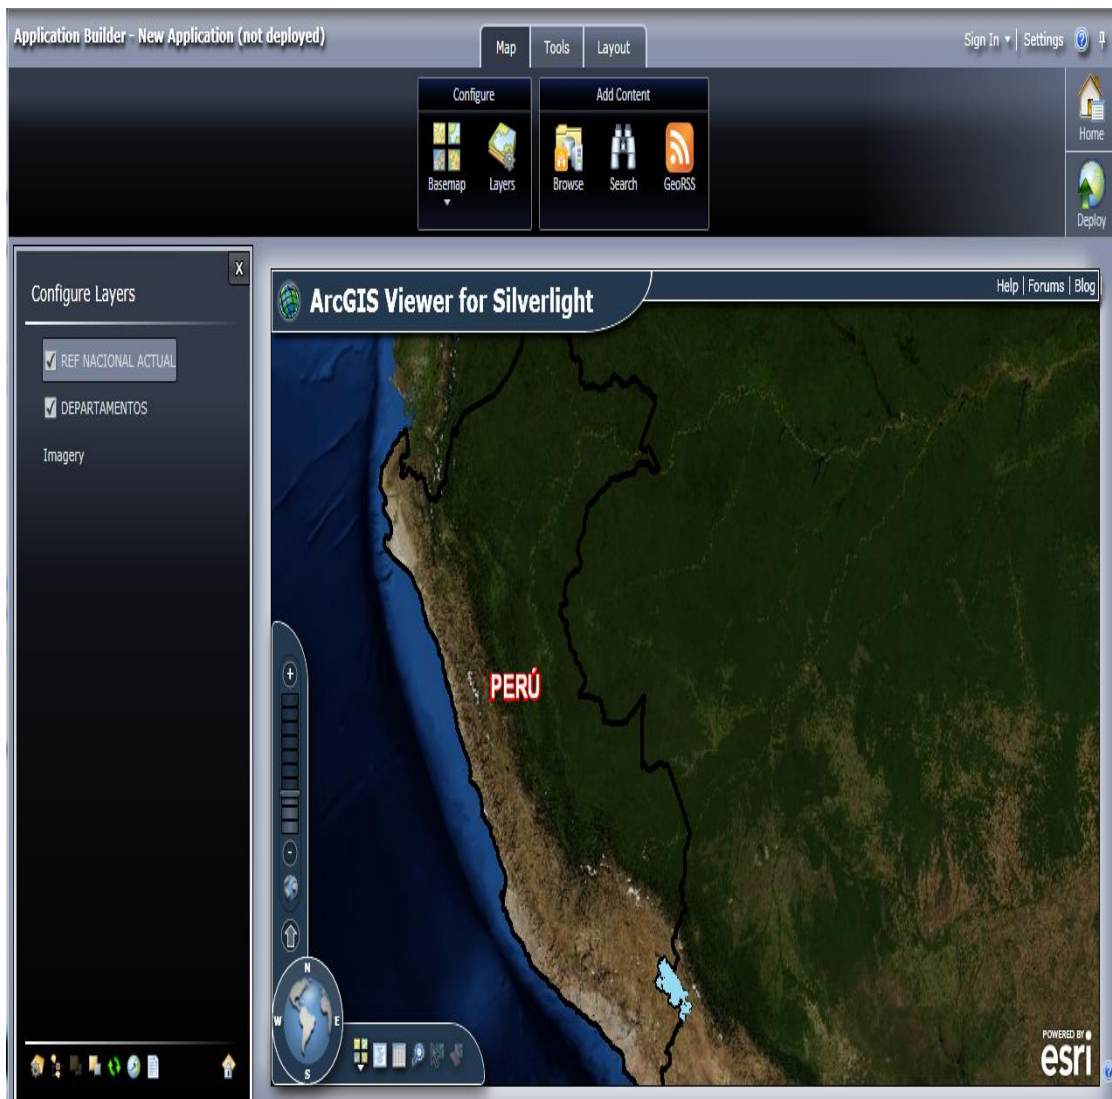 Application Builder - New Application (not deployed)
Map
Tools
Layout
Sign In
Settings
Configure
Add Content
Basemap
Layers
Browse
Search
GeoRSS
Home
Deploy
X
Configure Layers
REF NACIONAL ACTUAL
DEPARTAMENTOS
Imagery
ArcGIS Viewer for Silverlight
Help | Forums | Blog
PERÚ
+
-
N
W
E
S
POWERED BY
esri